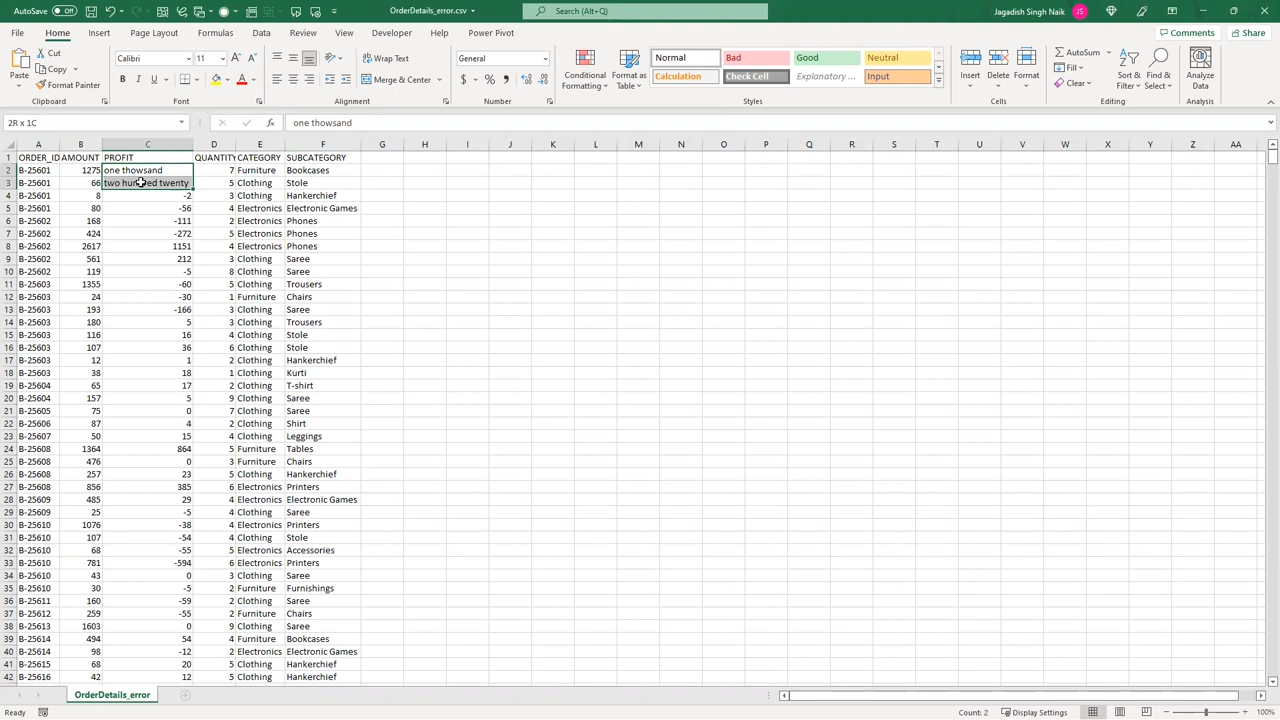 AutoSave Off OrderDetails_error.csv Search (Alt+Q) Jagadish Singh Naik JS
File Home Insert Page Layout Formulas Data Review View Developer Help Power Pivot Comments Share
Paste Cut Copy Format Painter Clipboard
Calibri 11 B I U Font
Wrap Text Merge & Center Alignment
General $ % Number
Conditional Formatting Format as Table
Normal Bad Good Neutral
Calculation Check Cell Explanatory ... Input
Styles
Insert Delete Format Cells
AutoSum Fill Clear Sort & Filter Find & Select Editing
Analyze Data Analysis
2R x 1C fx one thowsand
A B C D E F G H I J K L M N O P Q R S T U V W X Y Z AA
1 ORDER_ID AMOUNT PROFIT QUANTITY CATEGORY SUBCATEGORY
2 B-25601 1275 one thowsand 7 Furniture Bookcases
3 B-25601 66 two hundred twenty 5 Clothing Stole
4 B-25601 8 -2 3 Clothing Hankerchief
5 B-25601 80 -56 4 Electronics Electronic Games
6 B-25602 168 -111 2 Electronics Phones
7 B-25602 424 -272 5 Electronics Phones
8 B-25602 2617 1151 4 Electronics Phones
9 B-25602 561 212 3 Clothing Saree
10 B-25602 119 -5 8 Clothing Saree
11 B-25603 1355 -60 5 Clothing Trousers
12 B-25603 24 -30 1 Furniture Chairs
13 B-25603 193 -166 3 Clothing Saree
14 B-25603 180 5 3 Clothing Trousers
15 B-25603 116 16 4 Clothing Stole
16 B-25603 107 36 6 Clothing Stole
17 B-25603 12 1 2 Clothing Hankerchief
18 B-25603 38 18 1 Clothing Kurti
19 B-25604 65 17 2 Clothing T-shirt
20 B-25604 157 5 9 Clothing Saree
21 B-25605 75 0 7 Clothing Saree
22 B-25606 87 4 2 Clothing Shirt
23 B-25607 50 15 4 Clothing Leggings
24 B-25608 1364 864 5 Furniture Tables
25 B-25608 476 0 3 Furniture Chairs
26 B-25608 257 23 5 Clothing Hankerchief
27 B-25608 856 385 6 Electronics Printers
28 B-25609 485 29 4 Electronics Electronic Games
29 B-25609 25 -5 4 Clothing Saree
30 B-25610 1076 -38 4 Electronics Printers
31 B-25610 107 -54 4 Clothing Stole
32 B-25610 68 -55 5 Electronics Accessories
33 B-25610 781 -594 6 Electronics Printers
34 B-25610 43 0 3 Clothing Saree
35 B-25610 30 -5 2 Furniture Furnishings
36 B-25611 160 -59 2 Clothing Saree
37 B-25612 259 -55 2 Furniture Chairs
38 B-25613 1603 0 9 Clothing Saree
39 B-25614 494 54 4 Furniture Bookcases
40 B-25614 98 -12 2 Electronics Electronic Games
41 B-25615 68 20 5 Clothing Hankerchief
42 B-25616 42 12 5 Clothing Hankerchief
OrderDetails_error
Ready Count: 2 Display Settings 100%